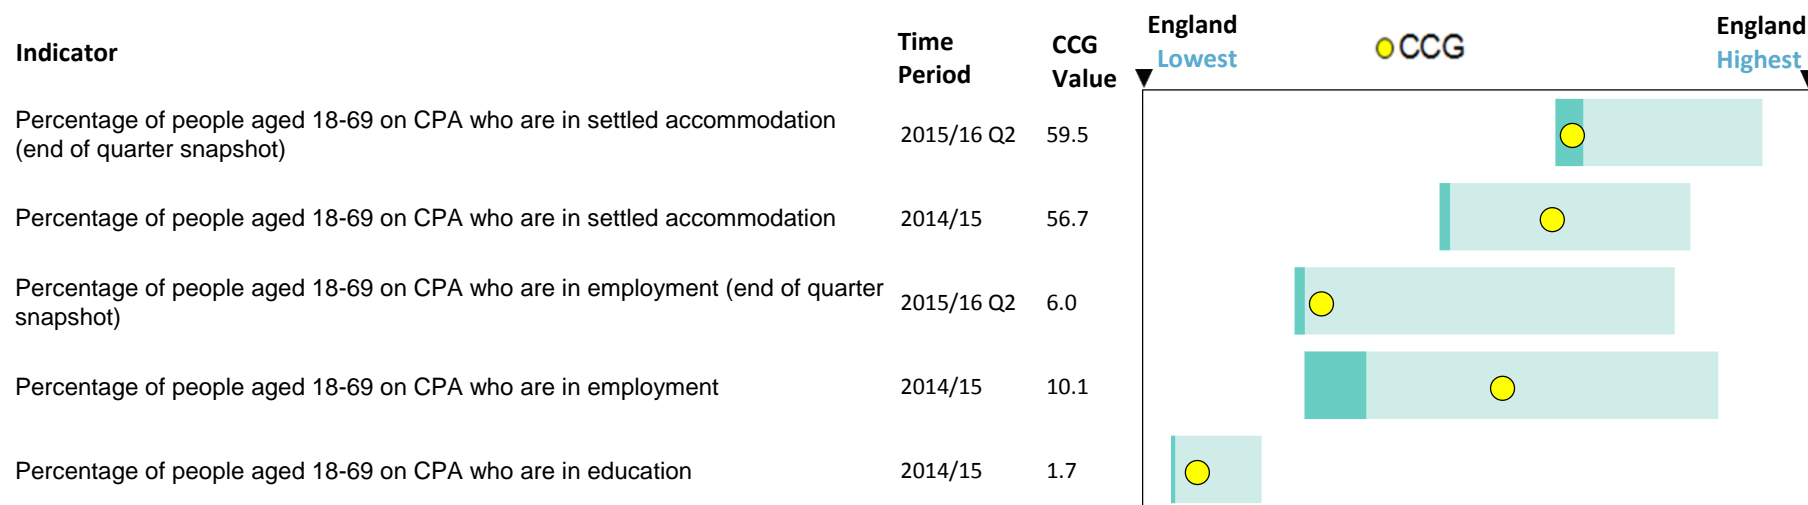 Indicator
Time
Period
CCG
Value
England
Lowest
CCG
England
Highest
Percentage of people aged 18-69 on CPA who are in settled accommodation
(end of quarter snapshot)
2015/16 Q2
59.5
Percentage of people aged 18-69 on CPA who are in settled accommodation
2014/15
56.7
Percentage of people aged 18-69 on CPA who are in employment (end of quarter
snapshot)
2015/16 Q2
6.0
Percentage of people aged 18-69 on CPA who are in employment
2014/15
10.1
Percentage of people aged 18-69 on CPA who are in education
2014/15
1.7